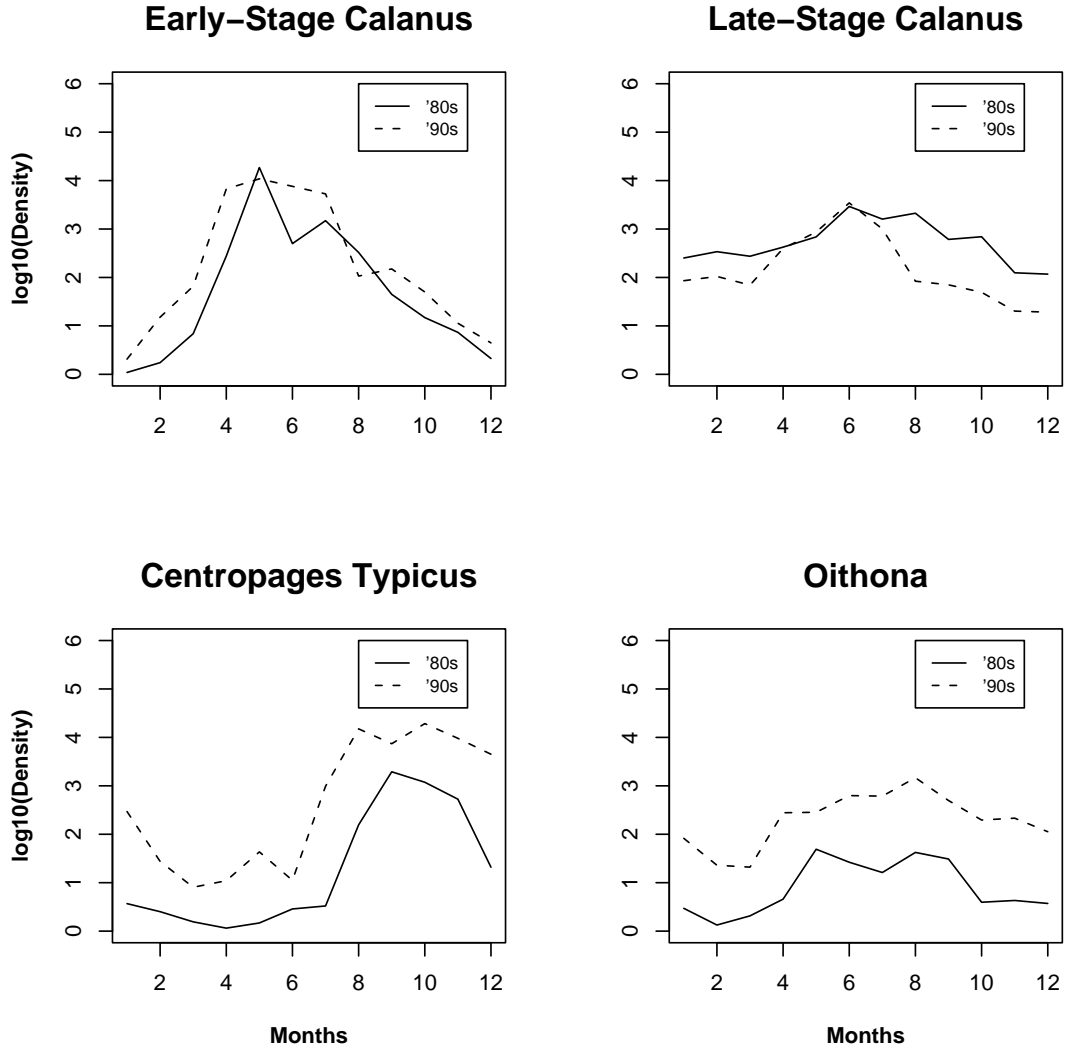 Early−Stage Calanus
log10(Density)
6
5
4
3
2
1
0
2 4 6 8 10 12
’80s
’90s
Late−Stage Calanus
6
5
4
3
2
1
0
2 4 6 8 10 12
’80s
’90s
Centropages Typicus
log10(Density)
6
5
4
3
2
1
0
2 4 6 8 10 12
Months
’80s
’90s
Oithona
6
5
4
3
2
1
0
2 4 6 8 10 12
Months
’80s
’90s